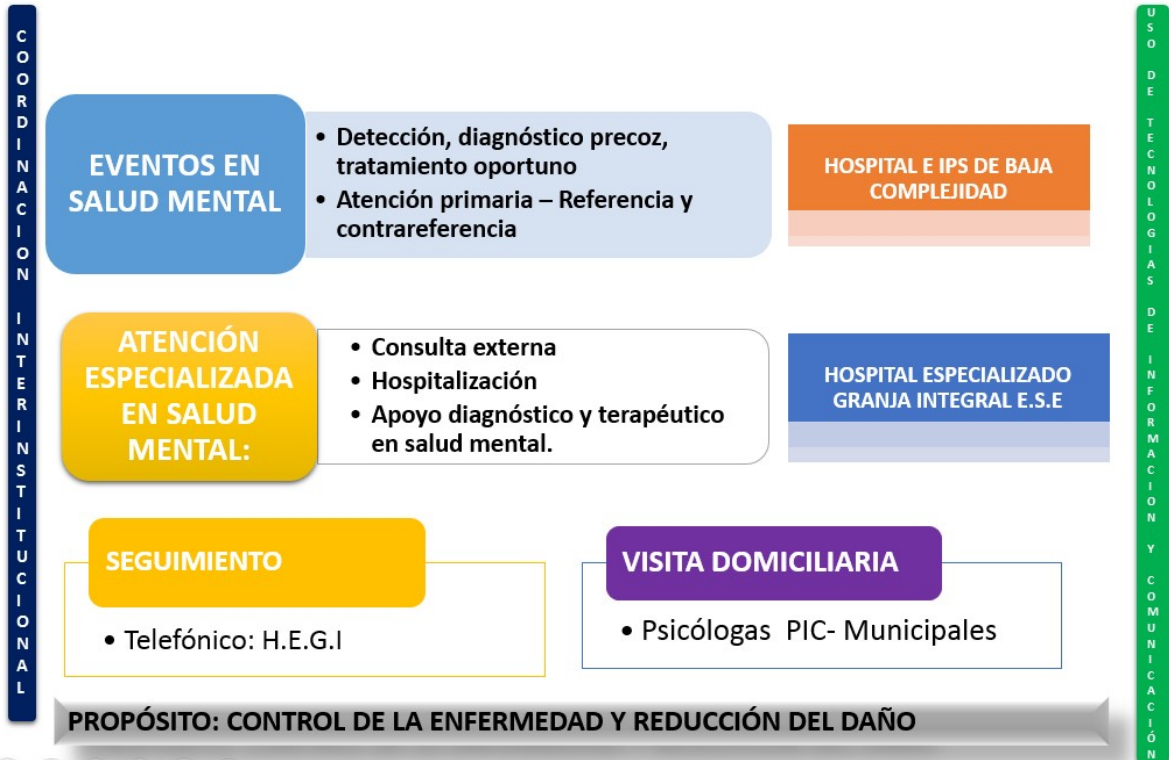 COORDINACION INTERINSTITUCIONAL
EVENTOS EN
SALUD MENTAL
• Detección, diagnóstico precoz,
tratamiento oportuno
• Atención primaria – Referencia y
contrareferencia
HOSPITAL E IPS DE BAJA
COMPLEJIDAD
ATENCIÓN
ESPECIALIZADA
EN SALUD
MENTAL:
• Consulta externa
• Hospitalización
• Apoyo diagnóstico y terapéutico
en salud mental.
HOSPITAL ESPECIALIZADO
GRANJA INTEGRAL E.S.E
SEGUIMIENTO
• Telefónico: H.E.G.I
VISITA DOMICILIARIA
• Psicólogas PIC- Municipales
PROPÓSITO: CONTROL DE LA ENFERMEDAD Y REDUCCIÓN DEL DAÑO
USO DE TECNOLOGIAS DE INFORMACION Y COMUNICACIÓN